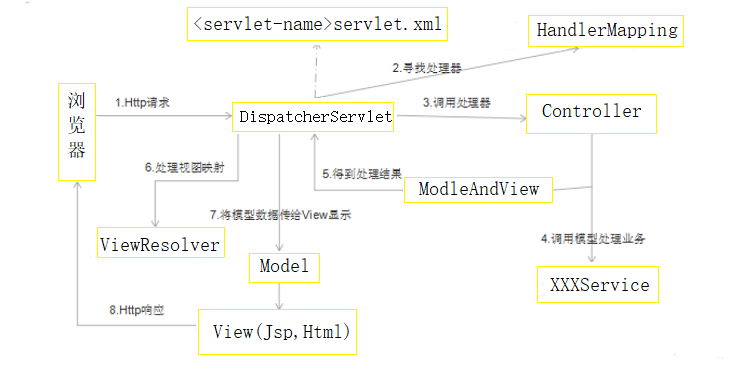 <servlet-name>servlet.xml
HandlerMapping
2.寻找处理器
浏览器
1.Http请求
DispatcherServlet
3.调用处理器
Controller
6.处理视图映射
5.得到处理结果
ModleAndView
7.将模型数据传给View显示
ViewResolver
4.调用模型处理业务
Model
XXXService
8.Http响应
View(Jsp,Html)